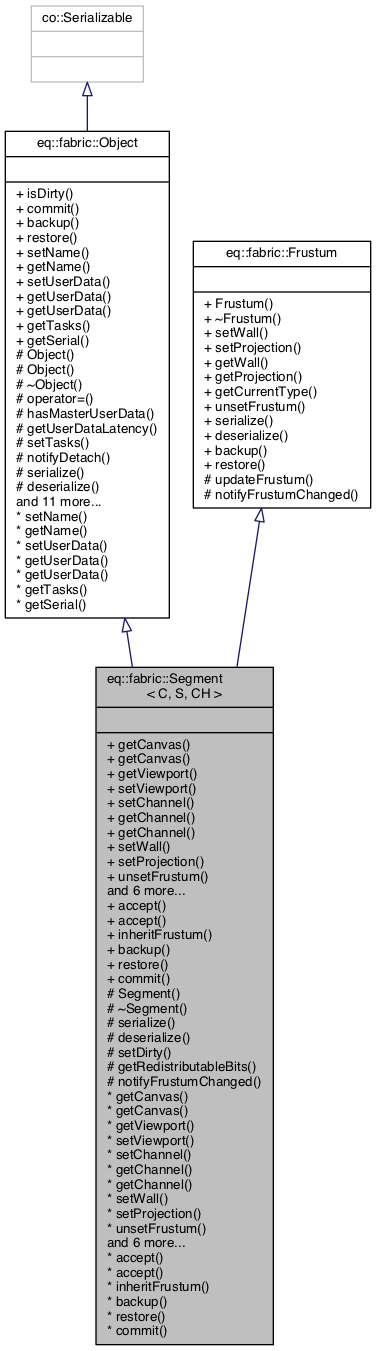 co::Serializable
eq::fabric::Object
+ isDirty()
+ commit()
+ backup()
+ restore()
+ setName()
+ getName()
+ setUserData()
+ getUserData()
+ getUserData()
+ getTasks()
+ getSerial()
# Object()
# Object()
# ~Object()
# operator=()
# hasMasterUserData()
# getUserDataLatency()
# setTasks()
# notifyDetach()
# serialize()
# deserialize()
and 11 more...
* setName()
* getName()
* setUserData()
* getUserData()
* getUserData()
* getTasks()
* getSerial()
eq::fabric::Frustum
+ Frustum()
+ ~Frustum()
+ setWall()
+ setProjection()
+ getWall()
+ getProjection()
+ getCurrentType()
+ unsetFrustum()
+ serialize()
+ deserialize()
+ backup()
+ restore()
# updateFrustum()
# notifyFrustumChanged()
eq::fabric::Segment
< C, S, CH >
+ getCanvas()
+ getCanvas()
+ getViewport()
+ setViewport()
+ setChannel()
+ getChannel()
+ getChannel()
+ setWall()
+ setProjection()
+ unsetFrustum()
and 6 more...
+ accept()
+ accept()
+ inheritFrustum()
+ backup()
+ restore()
+ commit()
# Segment()
# ~Segment()
# serialize()
# deserialize()
# setDirty()
# getRedistributableBits()
# notifyFrustumChanged()
* getCanvas()
* getCanvas()
* getViewport()
* setViewport()
* setChannel()
* getChannel()
* getChannel()
* setWall()
* setProjection()
* unsetFrustum()
and 6 more...
* accept()
* accept()
* inheritFrustum()
* backup()
* restore()
* commit()